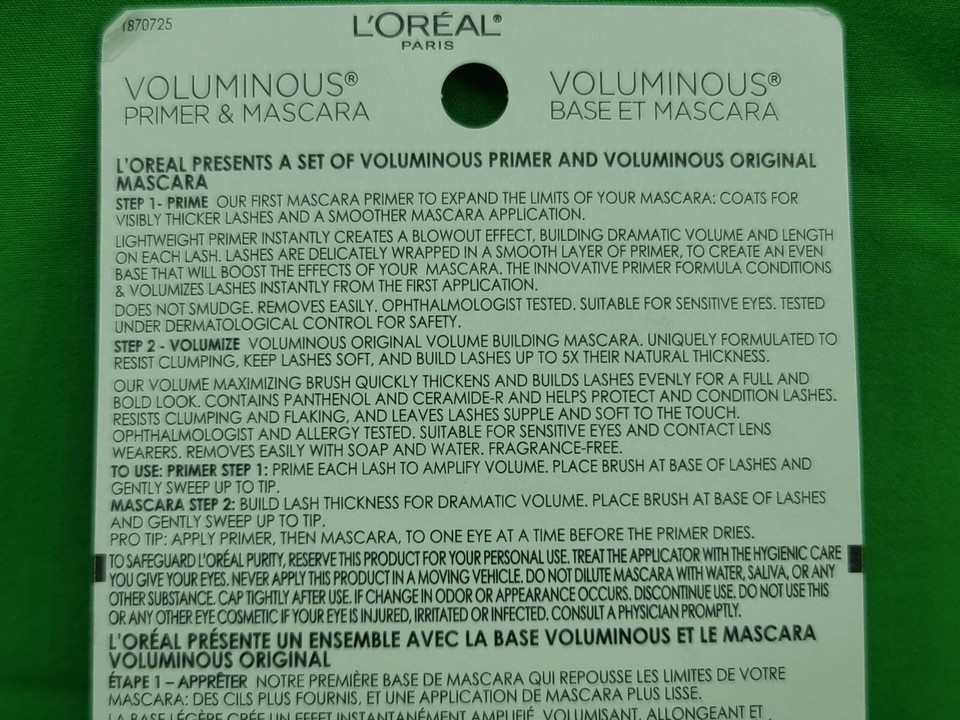 1870725
L'ORÉAL®
PARIS
VOLUMINOUS®
PRIMER & MASCARA
VOLUMINOUS®
BASE ET MASCARA
L'OREAL PRESENTS A SET OF VOLUMINOUS PRIMER AND VOLUMINOUS ORIGINAL
MASCARA
STEP 1- PRIME OUR FIRST MASCARA PRIMER TO EXPAND THE LIMITS OF YOUR MASCARA: COATS FOR
VISIBLY THICKER LASHES AND A SMOOTHER MASCARA APPLICATION.
LIGHTWEIGHT PRIMER INSTANTLY CREATES A BLOWOUT EFFECT, BUILDING DRAMATIC VOLUME AND LENGTH
ON EACH LASH. LASHES ARE DELICATELY WRAPPED IN A SMOOTH LAYER OF PRIMER, TO CREATE AN EVEN
BASE THAT WILL BOOST THE EFFECTS OF YOUR MASCARA. THE INNOVATIVE PRIMER FORMULA CONDITIONS
& VOLUMIZES LASHES INSTANTLY FROM THE FIRST APPLICATION.
DOES NOT SMUDGE. REMOVES EASILY. OPHTHALMOLOGIST TESTED. SUITABLE FOR SENSITIVE EYES. TESTED
UNDER DERMATOLOGICAL CONTROL FOR SAFETY.
STEP 2 - VOLUMIZE VOLUMINOUS ORIGINAL VOLUME BUILDING MASCARA. UNIQUELY FORMULATED TO
RESIST CLUMPING, KEEP LASHES SOFT, AND BUILD LASHES UP TO 5X THEIR NATURAL THICKNESS.
OUR VOLUME MAXIMIZING BRUSH QUICKLY THICKENS AND BUILDS LASHES EVENLY FOR A FULL AND
BOLD LOOK. CONTAINS PANTHENOL AND CERAMIDE-R AND HELPS PROTECT AND CONDITION LASHES.
RESISTS CLUMPING AND FLAKING, AND LEAVES LASHES SUPPLE AND SOFT TO THE TOUCH.
OPHTHALMOLOGIST AND ALLERGY TESTED. SUITABLE FOR SENSITIVE EYES AND CONTACT LENS
WEARERS. REMOVES EASILY WITH SOAP AND WATER. FRAGRANCE-FREE.
TO USE: PRIMER STEP 1: PRIME EACH LASH TO AMPLIFY VOLUME. PLACE BRUSH AT BASE OF LASHES AND
GENTLY SWEEP UP TO TIP.
MASCARA STEP 2: BUILD LASH THICKNESS FOR DRAMATIC VOLUME. PLACE BRUSH AT BASE OF LASHES
AND GENTLY SWEEP UP TO TIP.
PRO TIP: APPLY PRIMER, THEN MASCARA, TO ONE EYE AT A TIME BEFORE THE PRIMER DRIES.
TO SAFEGUARD L'ORÉAL PURITY, RESERVE THIS PRODUCT FOR YOUR PERSONAL USE. TREAT THE APPLICATOR WITH THE HYGIENIC CARE
YOU GIVE YOUR EYES. NEVER APPLY THIS PRODUCT IN A MOVING VEHICLE. DO NOT DILUTE MASCARA WITH WATER, SALIVA, OR ANY
OTHER SUBSTANCE. CAP TIGHTLY AFTER USE. IF CHANGE IN ODOR OR APPEARANCE OCCURS. DISCONTINUE USE. DO NOT USE THIS
OR ANY OTHER EYE COSMETIC IF YOUR EYE IS INJURED, IRRITATED OR INFECTED. CONSULT A PHYSICIAN PROMPTLY.
L'ORÉAL PRÉSENTE UN ENSEMBLE AVEC LA BASE VOLUMINOUS ET LE MASCARA
VOLUMINOUS ORIGINAL
ÉTAPE 1 – APPRÊTER NOTRE PREMIÈRE BASE DE MASCARA QUI REPOUSSE LES LIMITES DE VOTRE
MASCARA: DES CILS PLUS FOURNIS, ET UNE APPLICATION DE MASCARA PLUS LISSE.
LA BASE LÉGÈRE CRÉE UN EFFET INSTANTANÉMENT AMPLIFIÉ, VOLUMISANT, ALLONGEANT ET